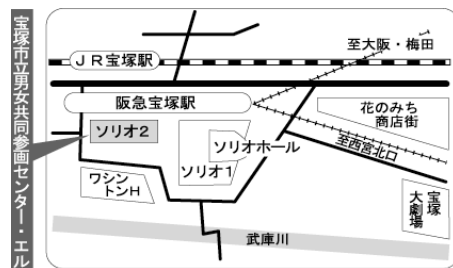 宝塚市立男女共同参画センター・エル
JR宝塚駅
至大阪・梅田
阪急宝塚駅
花のみち
商店街
ソリオ2
ソリオホール
至西宮北口
ソリオ1
ワシン
トンH
宝塚
大劇場
武庫川